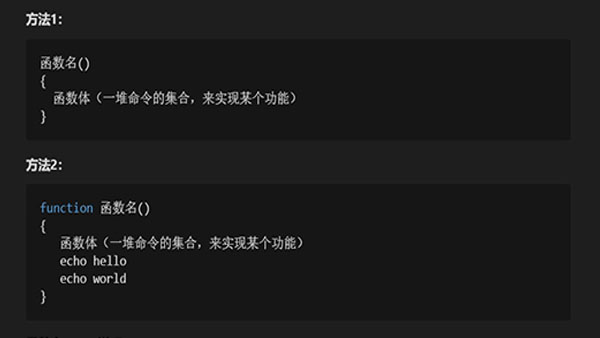 方法1:
函数名()
{
函数体（一堆命令的集合，来实现某个功能）
}
方法2:
function 函数名()
{
函数体（一堆命令的集合，来实现某个功能）
echo hello
echo world
}